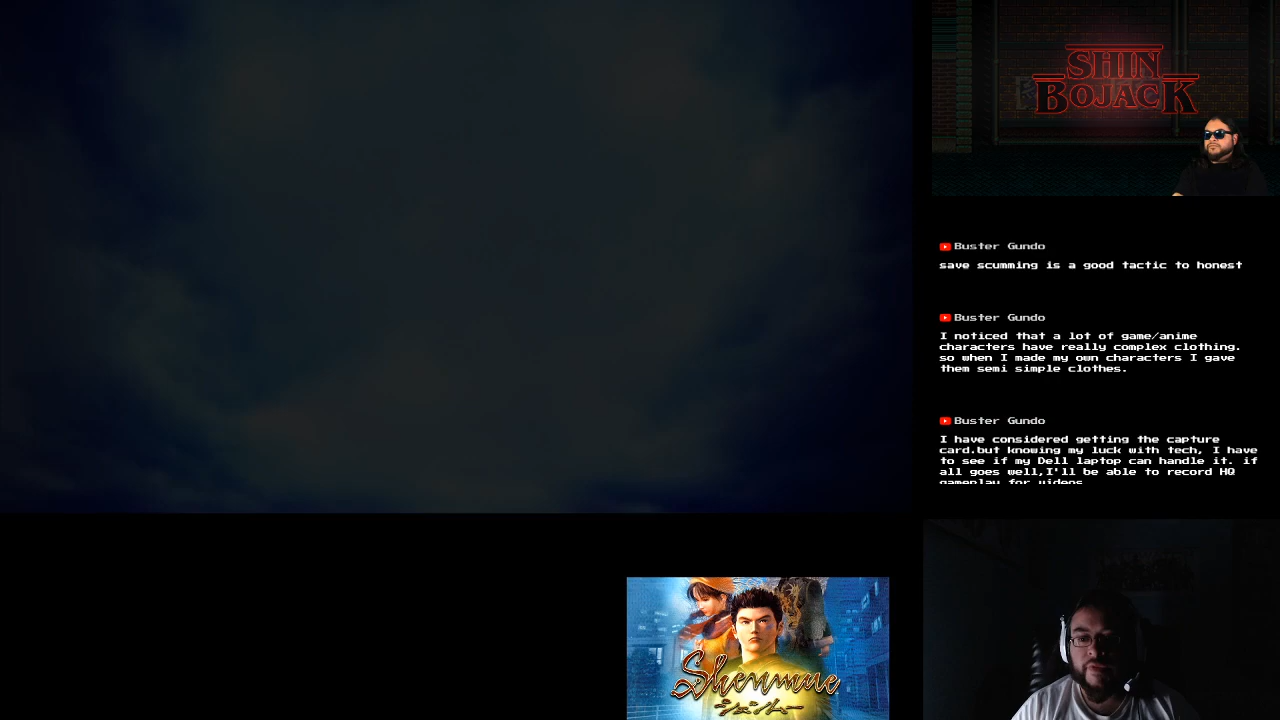 SHIN
BOJACK
Buster Gundo
save scumming is a good tactic to honest
Buster Gundo
I noticed that a lot of game/anime
characters have really complex clothing.
so when I made my own characters I gave
them semi simple clothes.
Buster Gundo
I have considered getting the capture
card.but knowing my luck with tech, I have
to see if my Dell laptop can handle it. if
all goes well,I'll be able to record HQ
gameplay for videos
Shenmue
シェンムー